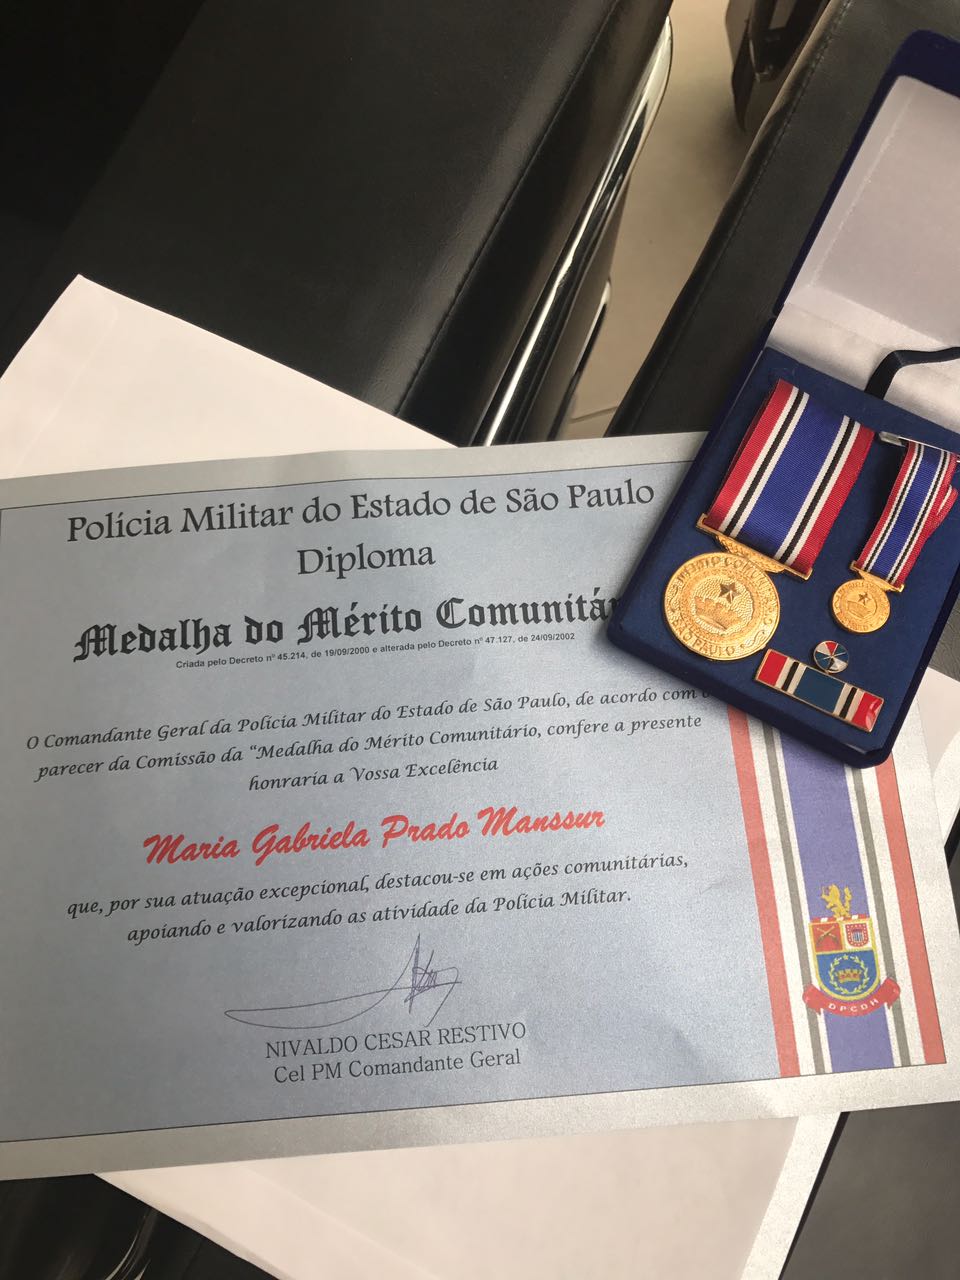 Polícia Militar do Estado de São Paulo
Diploma
Medalha do Mérito
Criado pelo Decreto nº 45.214, de 19/09/2000 e alterada pelo Decreto nº 47.127, de 24/09/2002
O Comandante Geral da Polícia Militar do Estado de São Paulo, de acordo com
parecer da Comissão da “Medalha do Mérito Comunitário, confere a presente
honraria a Vossa Excelência
Maria Gabriela Prado Manssur
que, por sua atuação excepcional, destacou-se em ações comunitárias,
apoiando e valorizando as atividade da Polícia Militar.
NIVALDO CESAR RESTIVO
Cel PM Comandante Geral
DPCDH
MÉRITO
SÃO PAULO